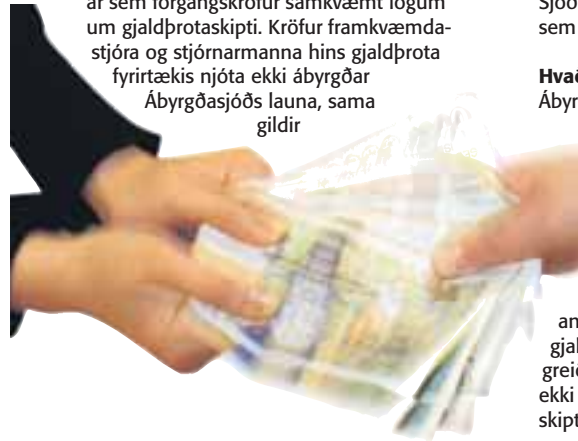 ar sem forgangskröfur samkvæmt lögum
um gjaldþrotaskipti. Kröfur framkvæmda-
stjóra og stjórnarmanna hins gjaldþrota
fyrirtækis njóta ekki ábyrgðar
Ábyrgðasjóðs launa, sama
gildir
Sjóð
sem
Hvað
Ábyr
an
gjal
greið
ekki
skipt